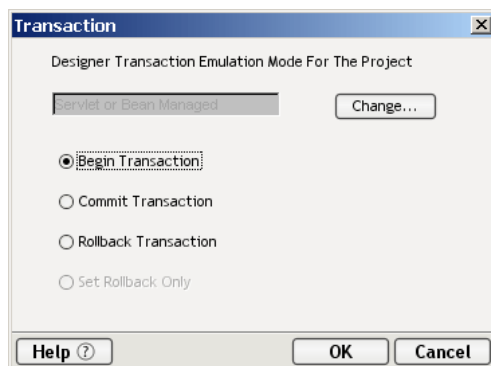 Transaction
Designer Transaction Emulation Mode For The Project
Servlet or Bean Managed
Change...
Begin Transaction
Commit Transaction
Rollback Transaction
Set Rollback Only
Help ?
OK
Cancel